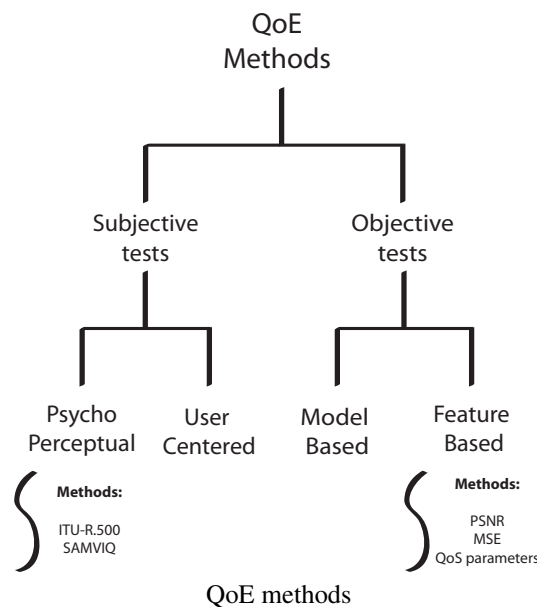 QoE
Methods
Subjective
tests
Objective
tests
Psycho
Perceptual
User
Centered
Model
Based
Feature
Based
Methods:
ITU-R.500
SAMVIQ
Methods:
PSNR
MSE
QoS parameters
QoE methods